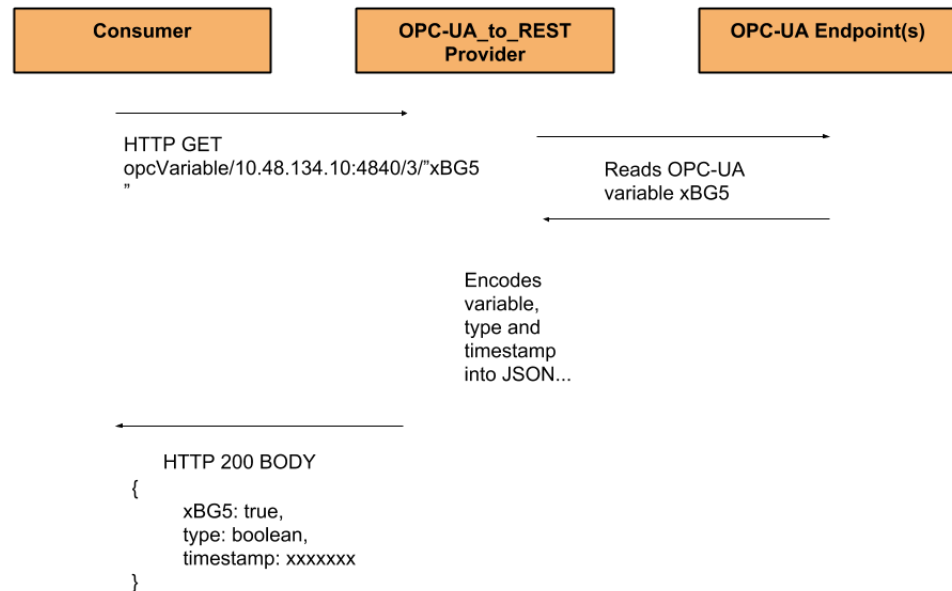 Consumer
OPC-UA_to_REST
Provider
OPC-UA Endpoint(s)
HTTP GET
opcVariable/10.48.134.10:4840/3/”xBG5
”
Reads OPC-UA
variable xBG5
Encodes
variable,
type and
timestamp
into JSON...
HTTP 200 BODY
{
xBG5: true,
type: boolean,
timestamp: xxxxxxx
}